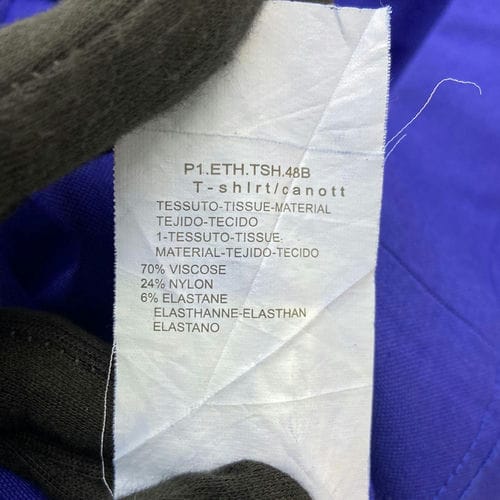 P1.ETH.TSH.48B
T-shirt/canott
TESSUTO-TISSUE-MATERIAL
TEJIDO-TECIDO
1-TESSUTO-TISSUE-
MATERIAL-TEJIDO-TECIDO
70% VISCOSE
24% NYLON
6% ELASTANE
ELASTHANNE-ELASTHAN
ELASTANO